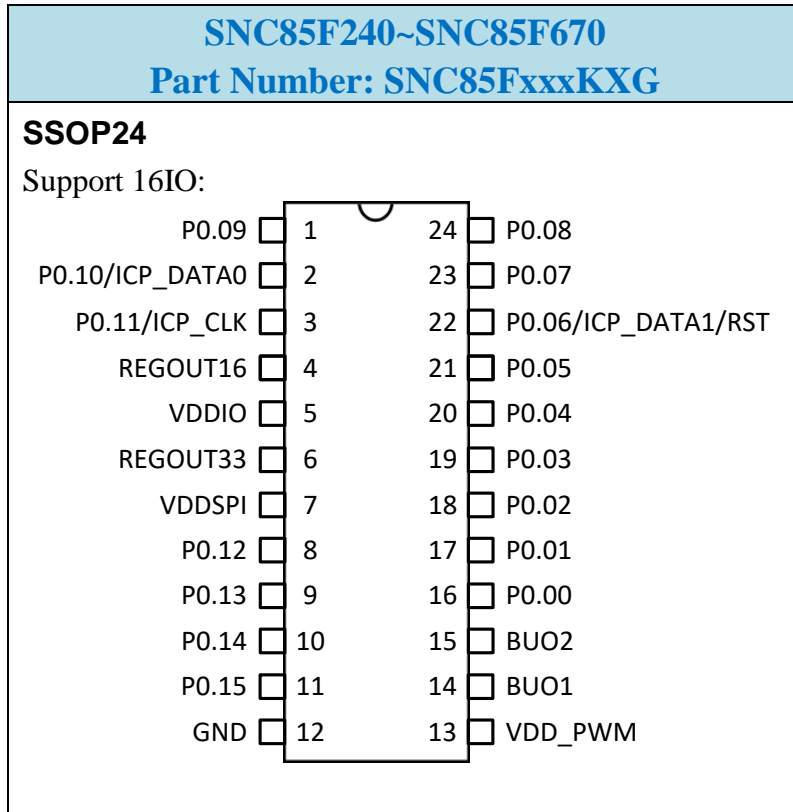 SNC85F240~SNC85F670
Part Number: SNC85FxxxKXG
SSOP24
Support 16IO:
P0.09 1 24 P0.08
P0.10/ICP_DATA0 2 23 P0.07
P0.11/ICP_CLK 3 22 P0.06/ICP_DATA1/RST
REGOUT16 4 21 P0.05
VDDIO 5 20 P0.04
REGOUT33 6 19 P0.03
VDDSPI 7 18 P0.02
P0.12 8 17 P0.01
P0.13 9 16 P0.00
P0.14 10 15 BUO2
P0.15 11 14 BUO1
GND 12 13 VDD_PWM